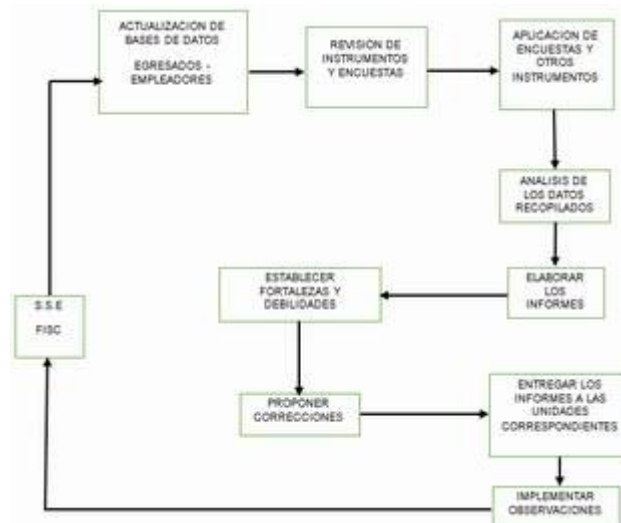 ACTUALIZACION DE
BASES DE DATOS
EGRESADOS -
EMPLEADORES
REVISION DE
INSTRUMENTOS
Y ENCUESTAS
APLICACION DE
ENCUESTAS Y
OTROS
INSTRUMENTOS
ANALISIS DE
LOS DATOS
RECOPILADOS
ELABORAR
LOS
INFORMES
ESTABLECER
FORTALEZAS Y
DEBILIDADES
S.S.E
FISC
PROPONER
CORRECCIONES
ENTREGAR LOS
INFORMES A LAS
UNIDADES
CORRESPONDIENTES
IMPLEMENTAR
OBSERVACIONES